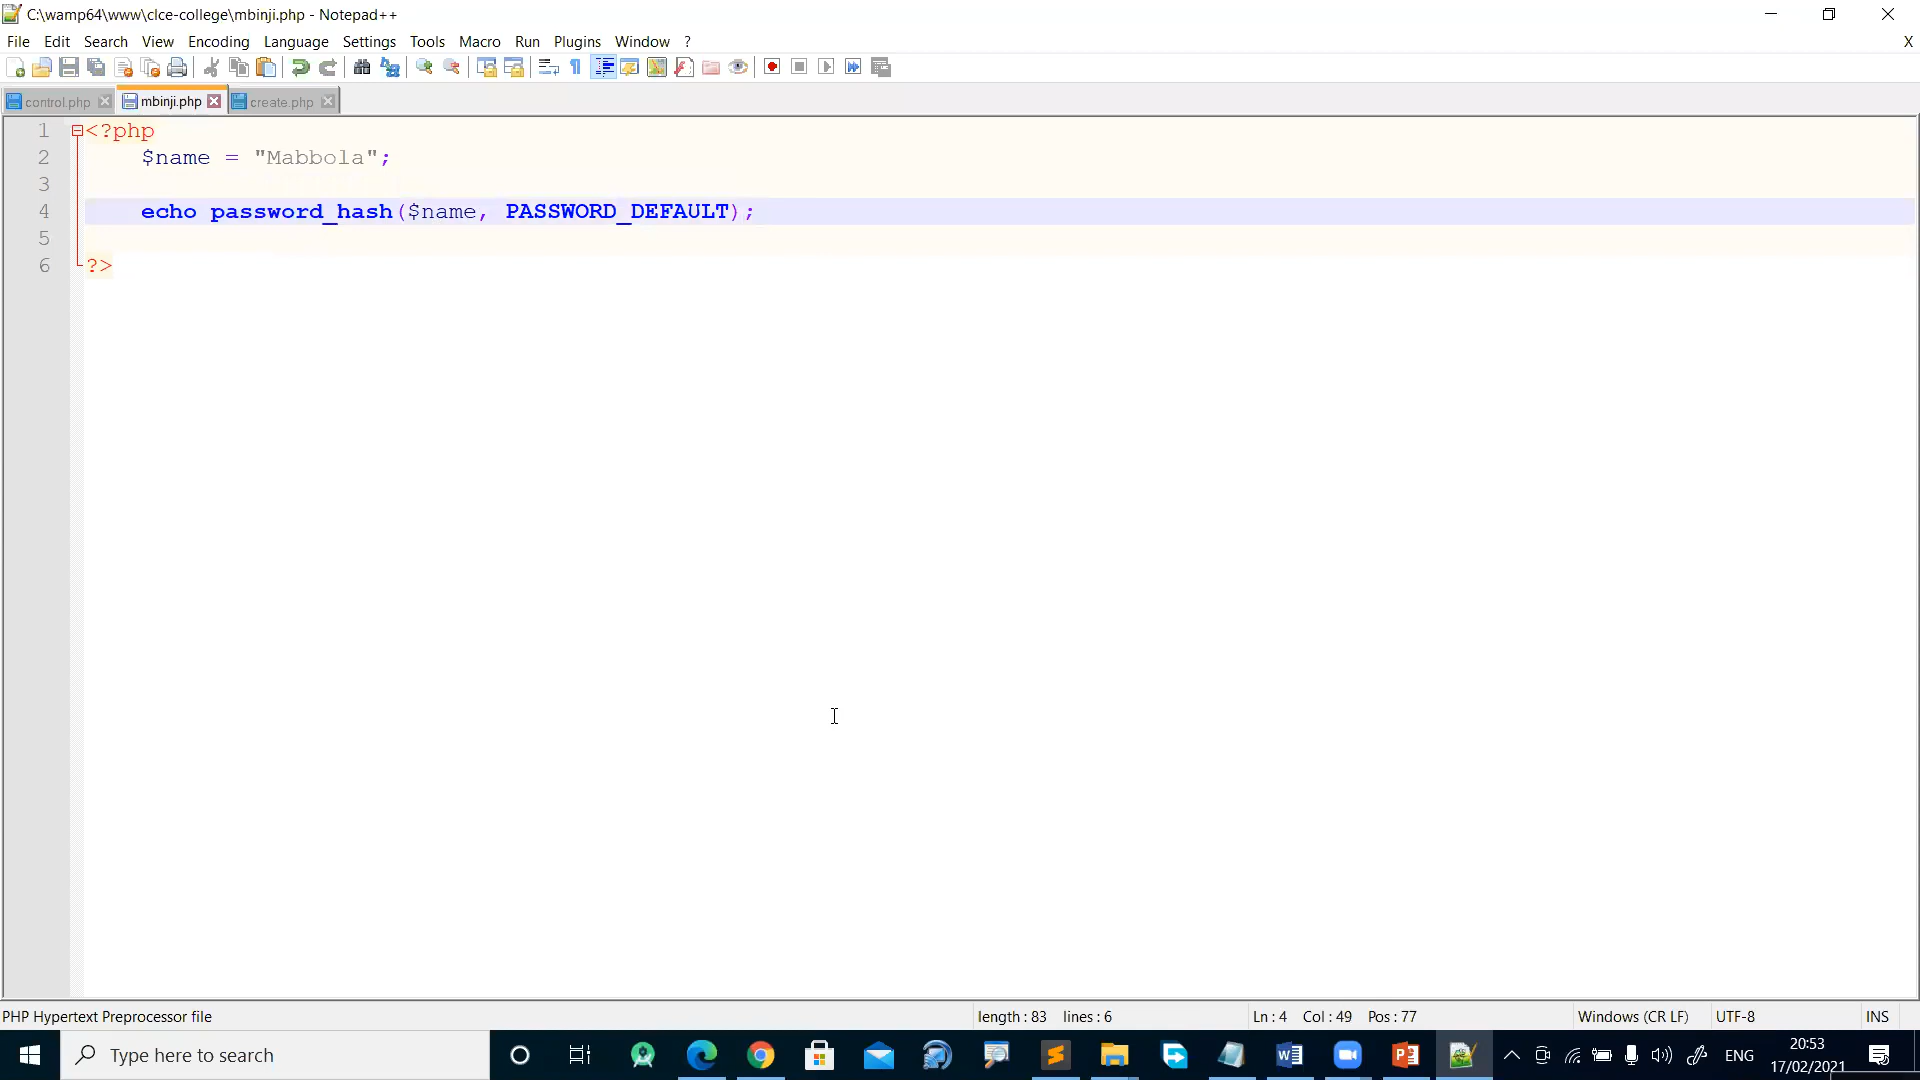 C:\wamp64\www\clce-college\mbinji.php - Notepad++
File Edit Search View Encoding Language Settings Tools Macro Run Plugins Window ? X
control.php mbinji.php create.php
1 <?php
2 $name = "Mabbola";
3
4 echo password_hash($name, PASSWORD_DEFAULT);
5
6 ?>
PHP Hypertext Preprocessor file length : 83 lines : 6 Ln : 4 Col : 49 Pos : 77 Windows (CR LF) UTF-8 INS
Type here to search ENG 20:53
17/02/2021